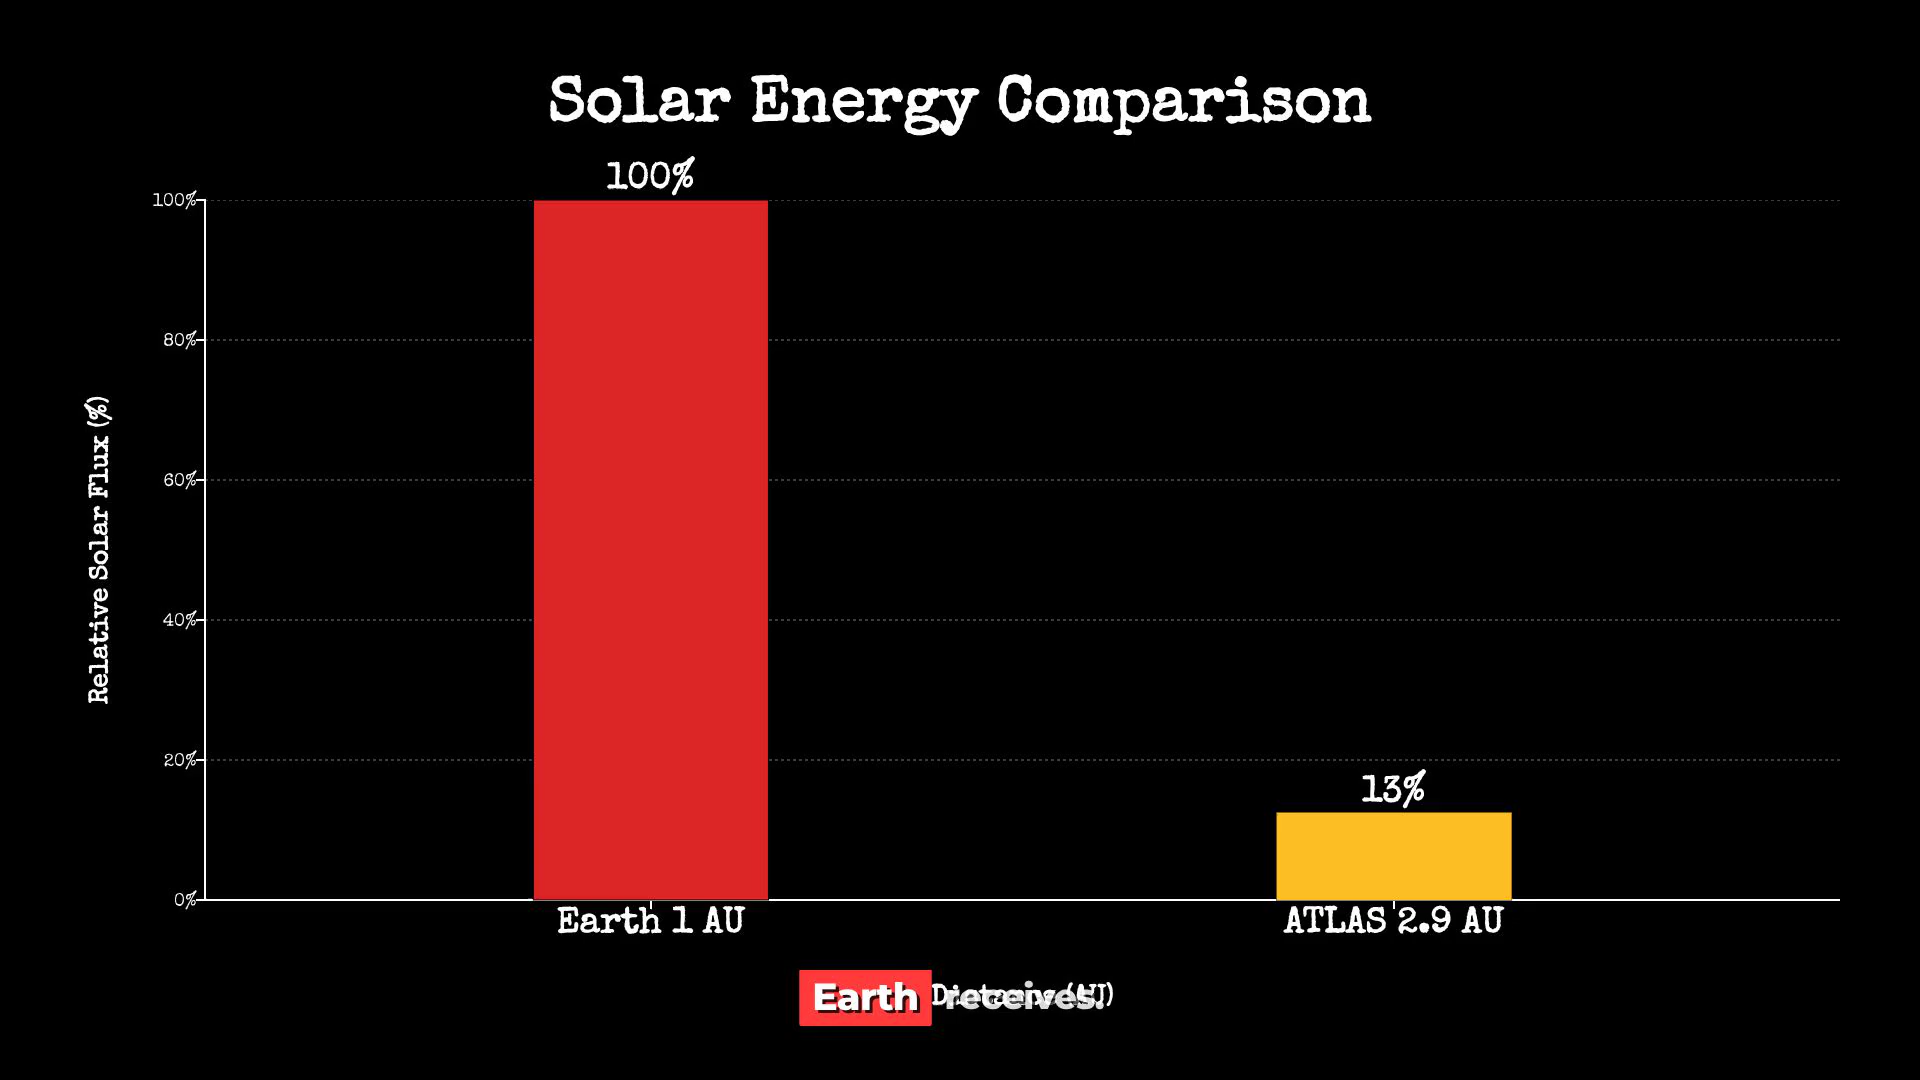 Solar Energy Comparison
100%
100%
80%
60%
40%
20%
0%
Relative Solar Flux (%)
13%
Earth 1 AU
ATLAS 2.9 AU
Distance (AU)
Earth receives.